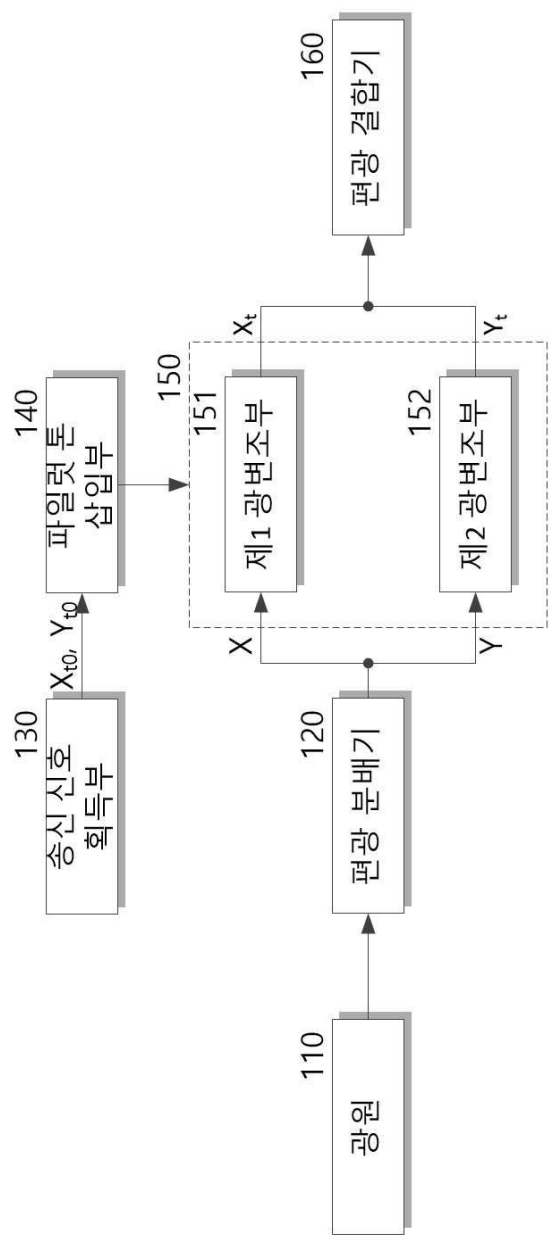 130
송신 신호
획득부
X_t0, Y_t0
140
파일럿 톤
삽입부
110
광원
120
편광 분배기
X
Y
150
151
제1 광변조부
152
제2 광변조부
X_t
Y_t
160
편광 결합기